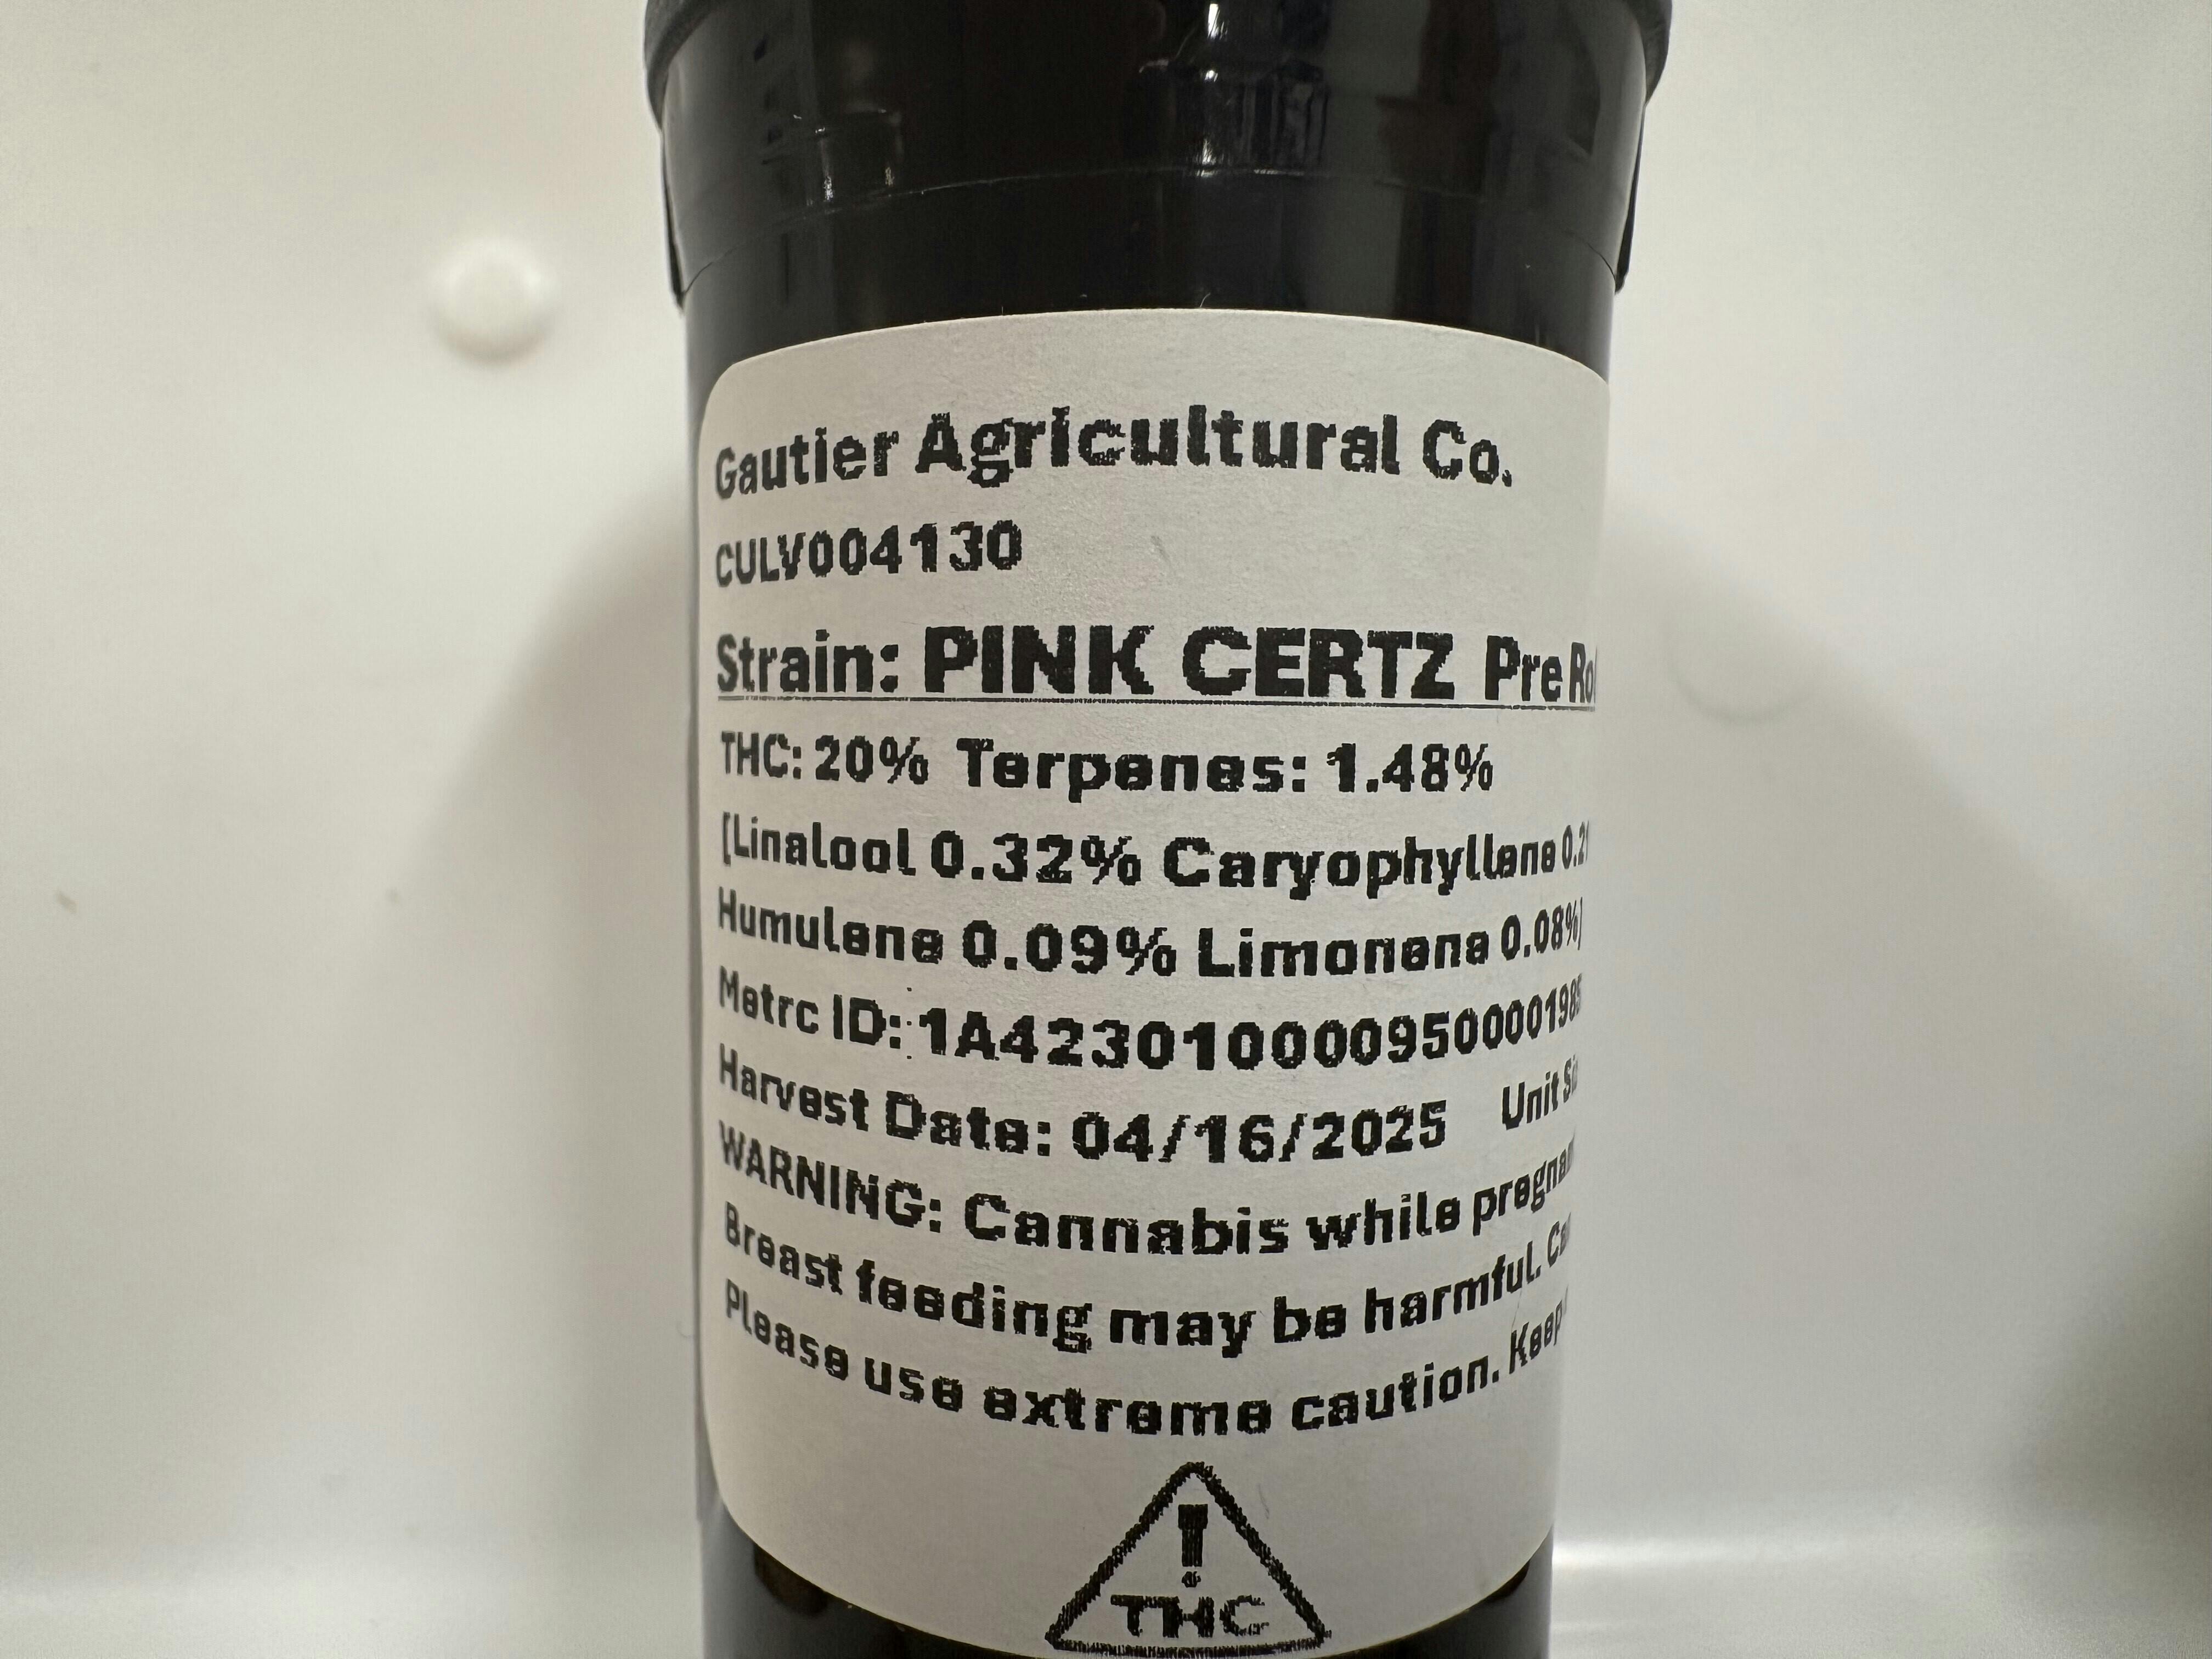 Gautier Agricultural Co.
CULV004130
Strain: PINK CERTZ Pre
THC: 20% Terpenes: 1.48%
[Linalool 0.32% Caryophyllene
Humulene 0.09% Limonene 0.08%]
Metrc ID:
Harvest Date: 04/16/2025 Unit
WARNING: Cannabis while
Breast feeding may be harmful.
Please use extreme caution. Keep
!
THC